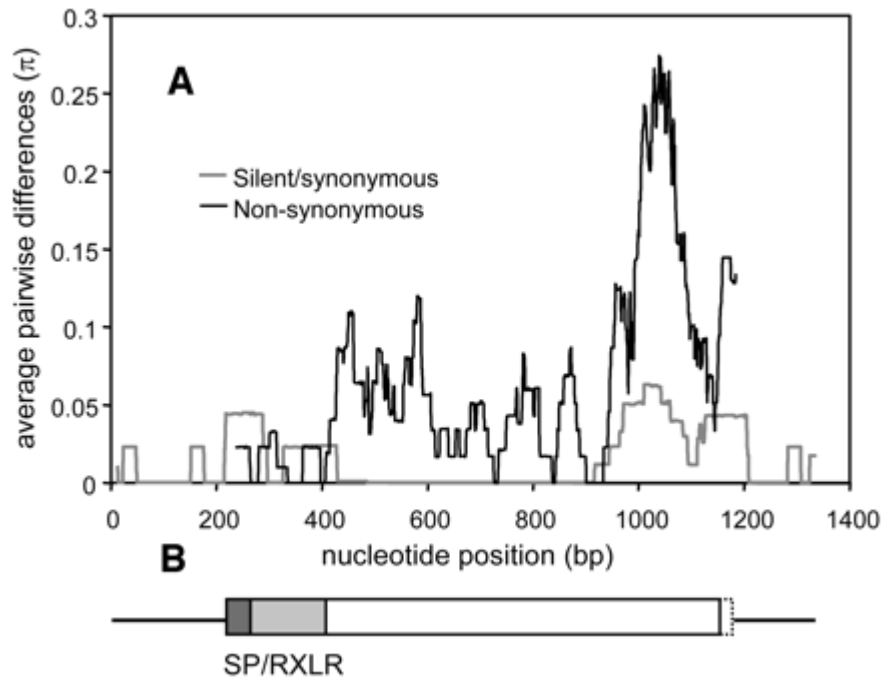 average pairwise differences (π)
0.3
0.25
0.2
0.15
0.1
0.05
0
A
Silent/synonymous
Non-synonymous
0 200 400 600 800 1000 1200 1400
nucleotide position (bp)
B
SP/RXLR